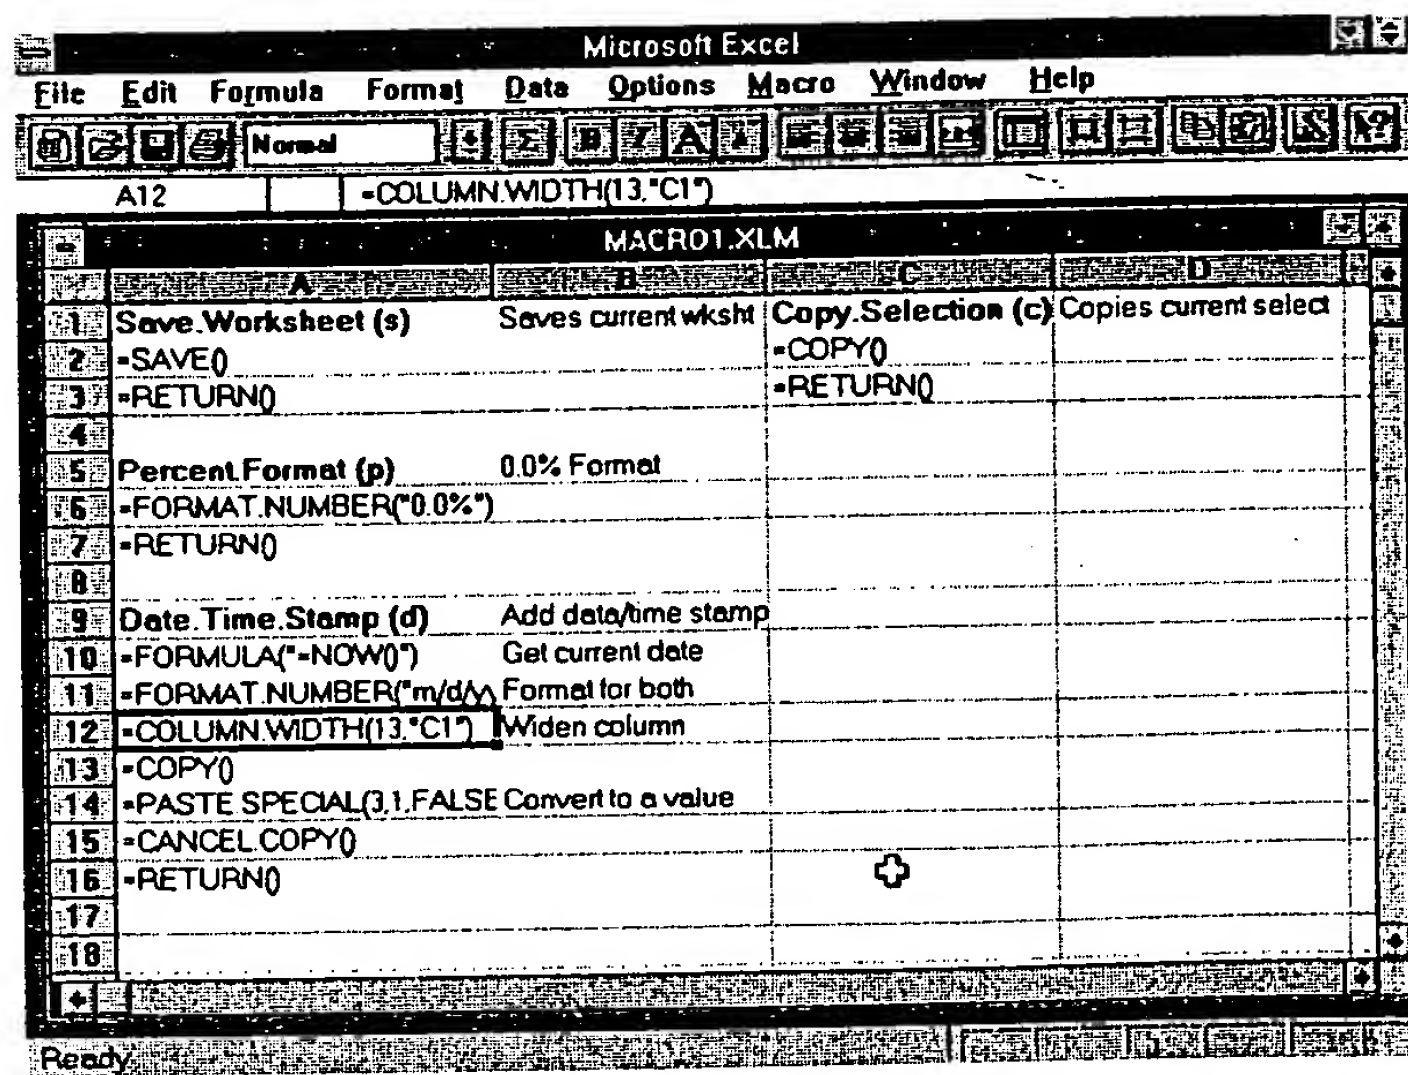 Microsoft Excel
File Edit Formula Format Data Options Macro Window Help
Normal Σ B I A A
A12 =COLUMN.WIDTH(13,"C1")
MACRO1.XLM
A B C D
1 Save.Worksheet (s) Saves current wksht Copy.Selection (c) Copies current select
2 =SAVE() =COPY()
3 =RETURN() =RETURN()
4
5 Percent.Format (p) 0.0% Format
6 =FORMAT.NUMBER("0.0%")
7 =RETURN()
8
9 Date.Time.Stamp (d) Add data/time stamp
10 =FORMULA("=NOW()") Get current date
11 =FORMAT.NUMBER("m/d/y Format for both
12 =COLUMN.WIDTH(13,"C1") Widen column
13 =COPY()
14 =PASTE.SPECIAL(3,1,FALSE Convert to a value
15 =CANCEL.COPY()
16 =RETURN()
17
18
Ready